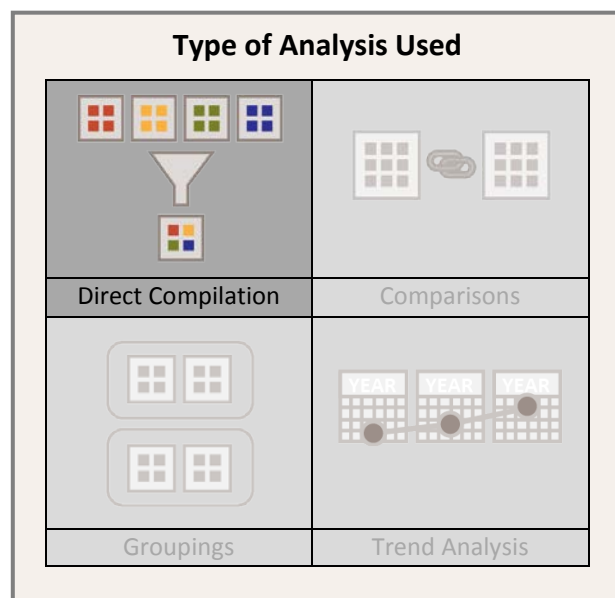 Type of Analysis Used
Direct Compilation
Comparisons
YEAR YEAR YEAR
Groupings
Trend Analysis